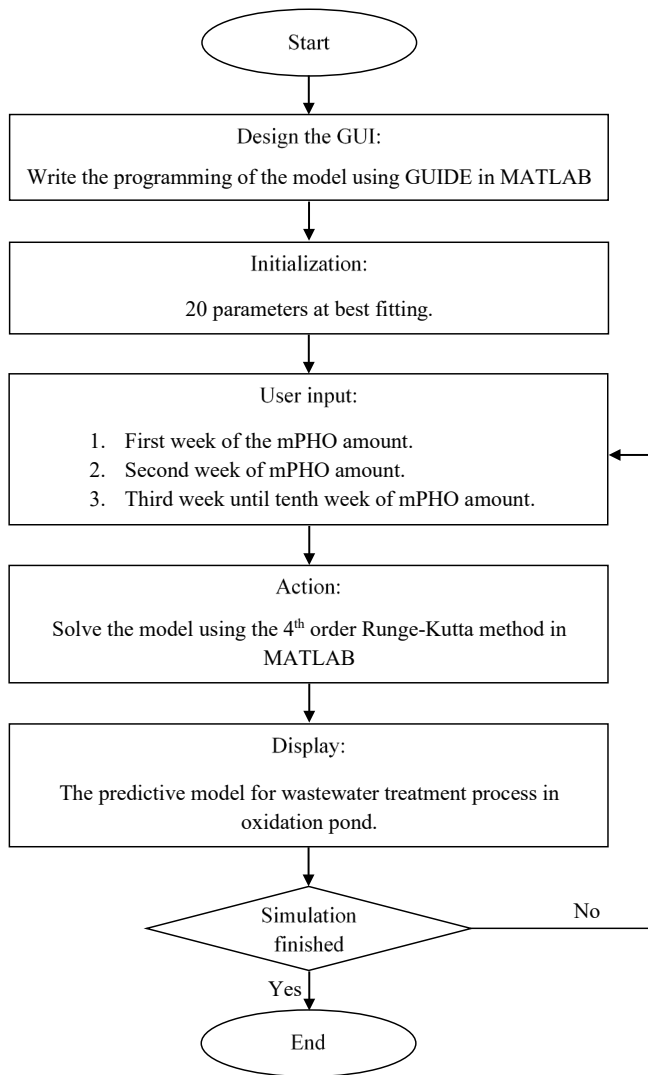 Start
Design the GUI:
Write the programming of the model using GUIDE in MATLAB
Initialization:
20 parameters at best fitting.
User input:
1. First week of the mPHO amount.
2. Second week of mPHO amount.
3. Third week until tenth week of mPHO amount.
Action:
Solve the model using the 4th order Runge-Kutta method in
MATLAB
Display:
The predictive model for wastewater treatment process in
oxidation pond.
Simulation
finished
No
Yes
End